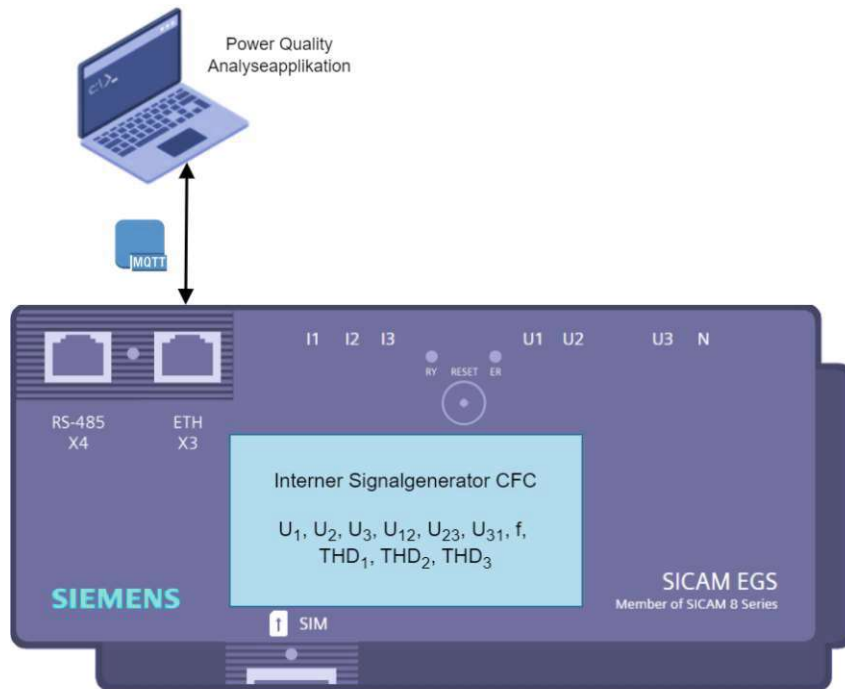 Power Quality
Analyseapplikation
c:\>_
MQTT
I1 I2 I3
U1 U2 U3 N
RY RESET ER
RS-485
X4
ETH
X3
Interner Signalgenerator CFC
U₁, U₂, U₃, U₁₂, U₂₃, U₃₁, f,
THD₁, THD₂, THD₃
SIEMENS
SICAM EGS
Member of SICAM 8 Series
SIM